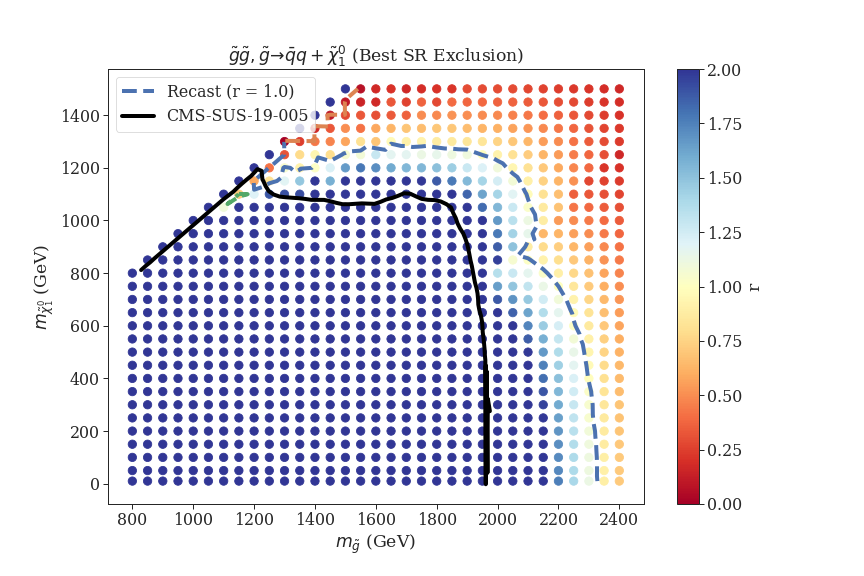 g̃g̃, g̃→q̄q + χ̃₁⁰ (Best SR Exclusion)
Recast (r = 1.0)
CMS-SUS-19-005
m_χ̃₁⁰ (GeV)
1400
1200
1000
800
600
400
200
0
800 1000 1200 1400 1600 1800 2000 2200 2400
m_g̃ (GeV)
2.00
1.75
1.50
1.25
1.00
0.75
0.50
0.25
0.00
r